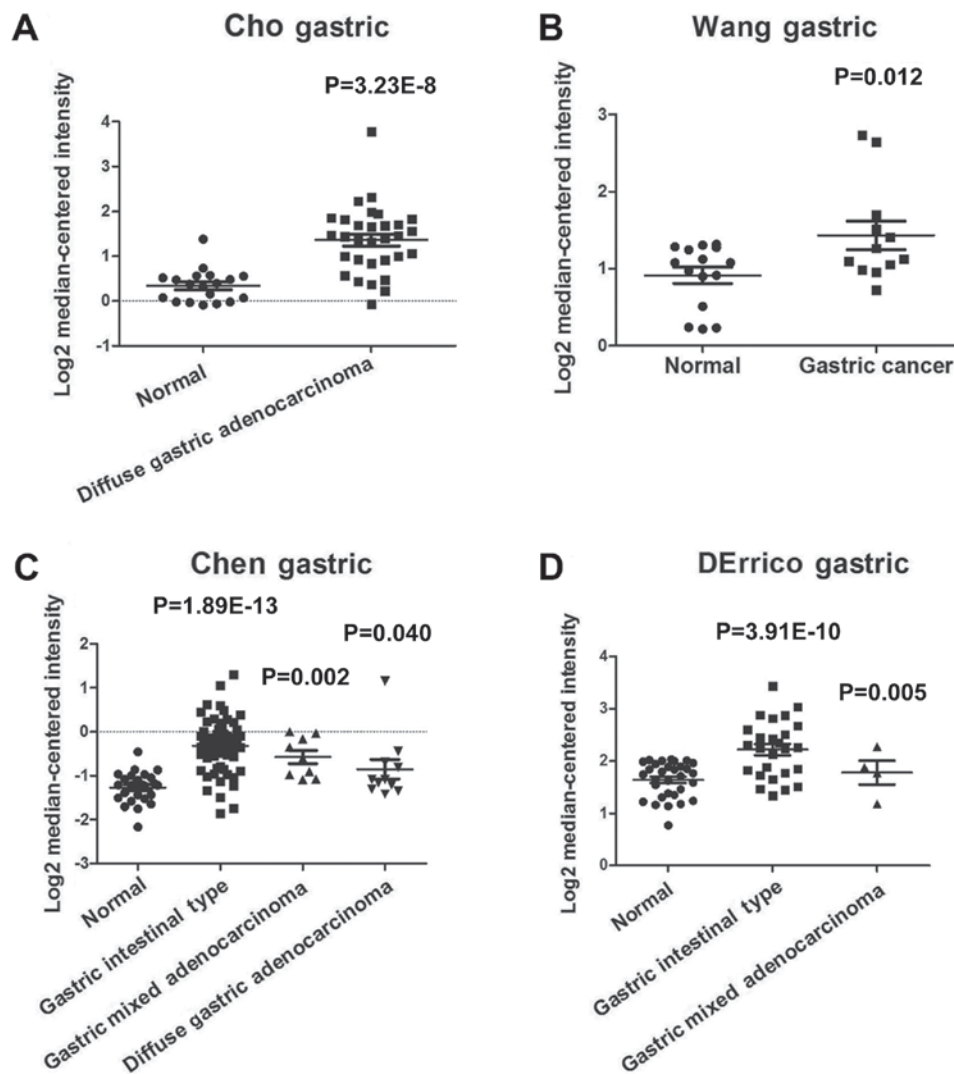 A
Cho gastric
P=3.23E-8
Log2 median-centered intensity
4
3
2
1
0
-1
Normal
Diffuse gastric adenocarcinoma
B
Wang gastric
P=0.012
Log2 median-centered intensity
3
2
1
0
Normal
Gastric cancer
C
Chen gastric
P=1.89E-13
P=0.040
P=0.002
Log2 median-centered intensity
2
1
0
-1
-2
-3
Normal
Gastric intestinal type
Gastric mixed adenocarcinoma
Diffuse gastric adenocarcinoma
D
DErrico gastric
P=3.91E-10
P=0.005
Log2 median-centered intensity
4
3
2
1
0
Normal
Gastric intestinal type
Gastric mixed adenocarcinoma